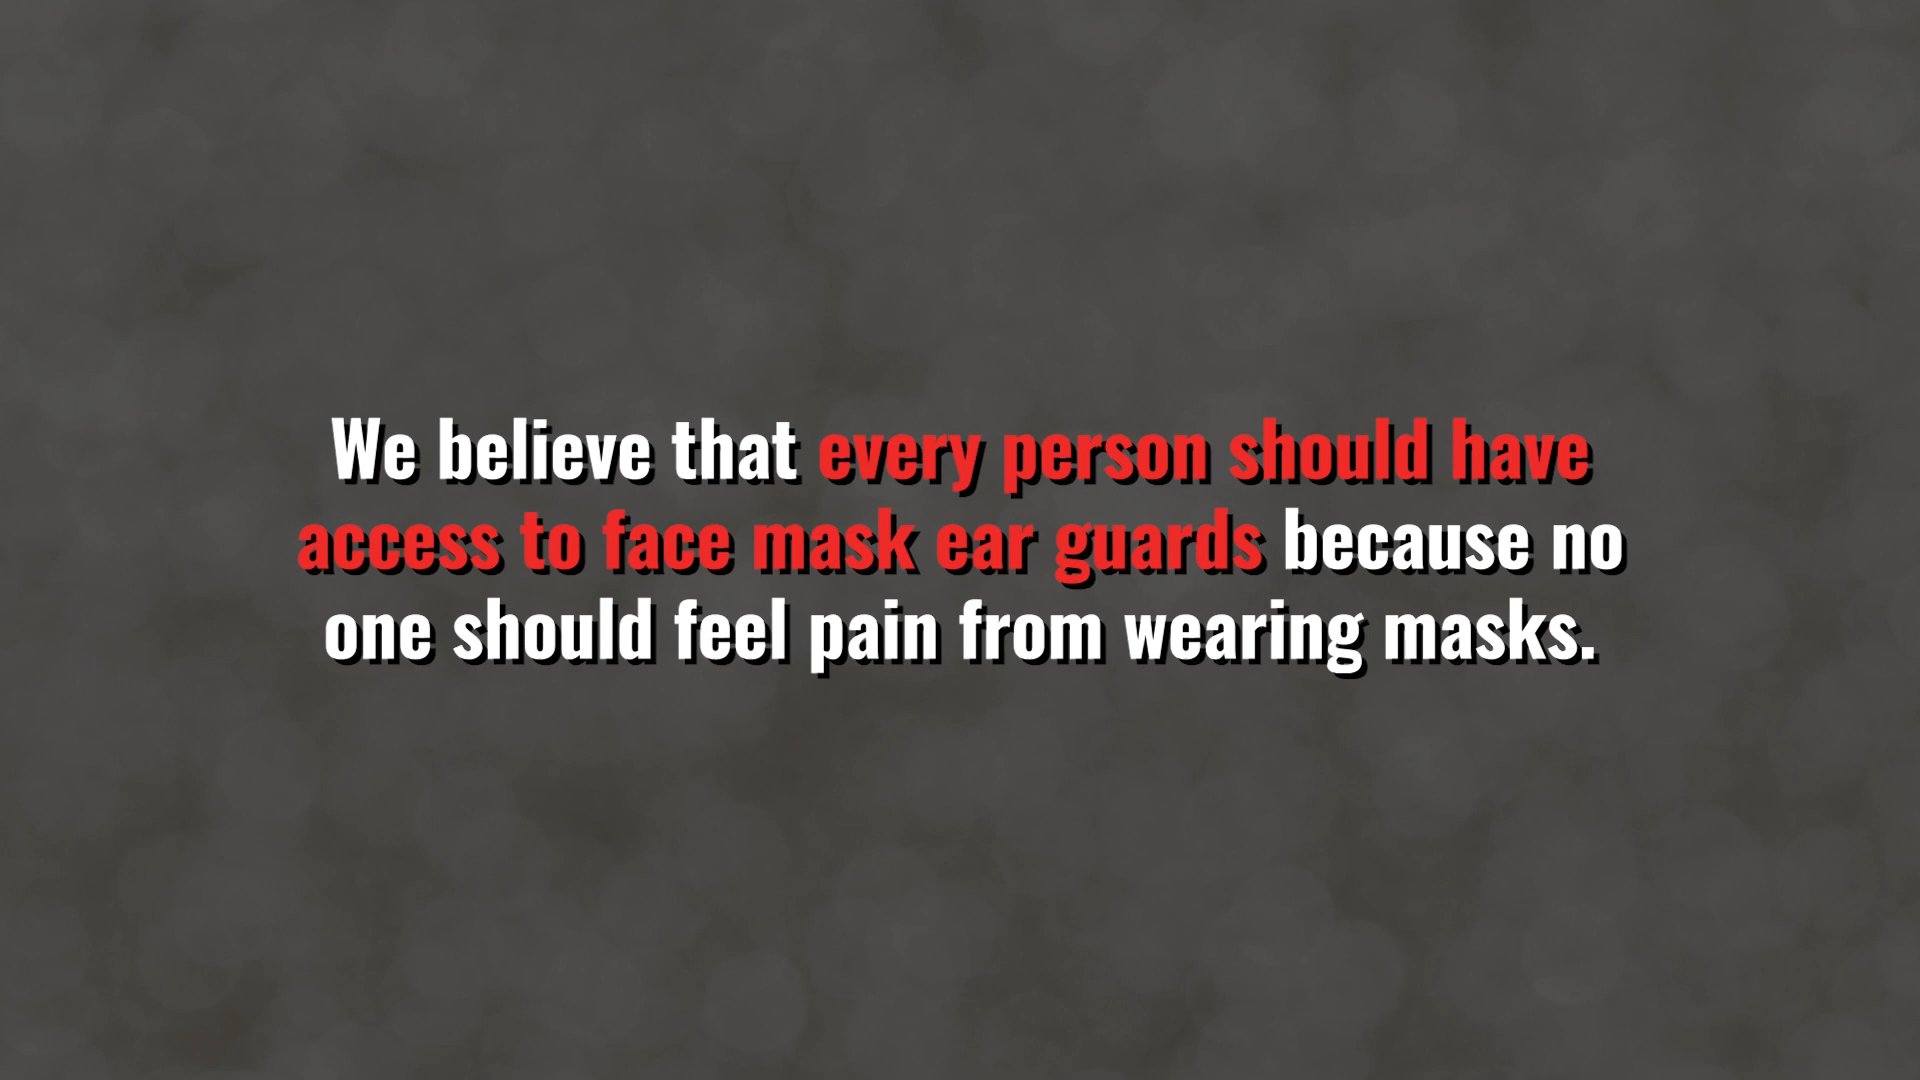 We believe that every person should have
access to face mask ear guards because no
one should feel pain from wearing masks.